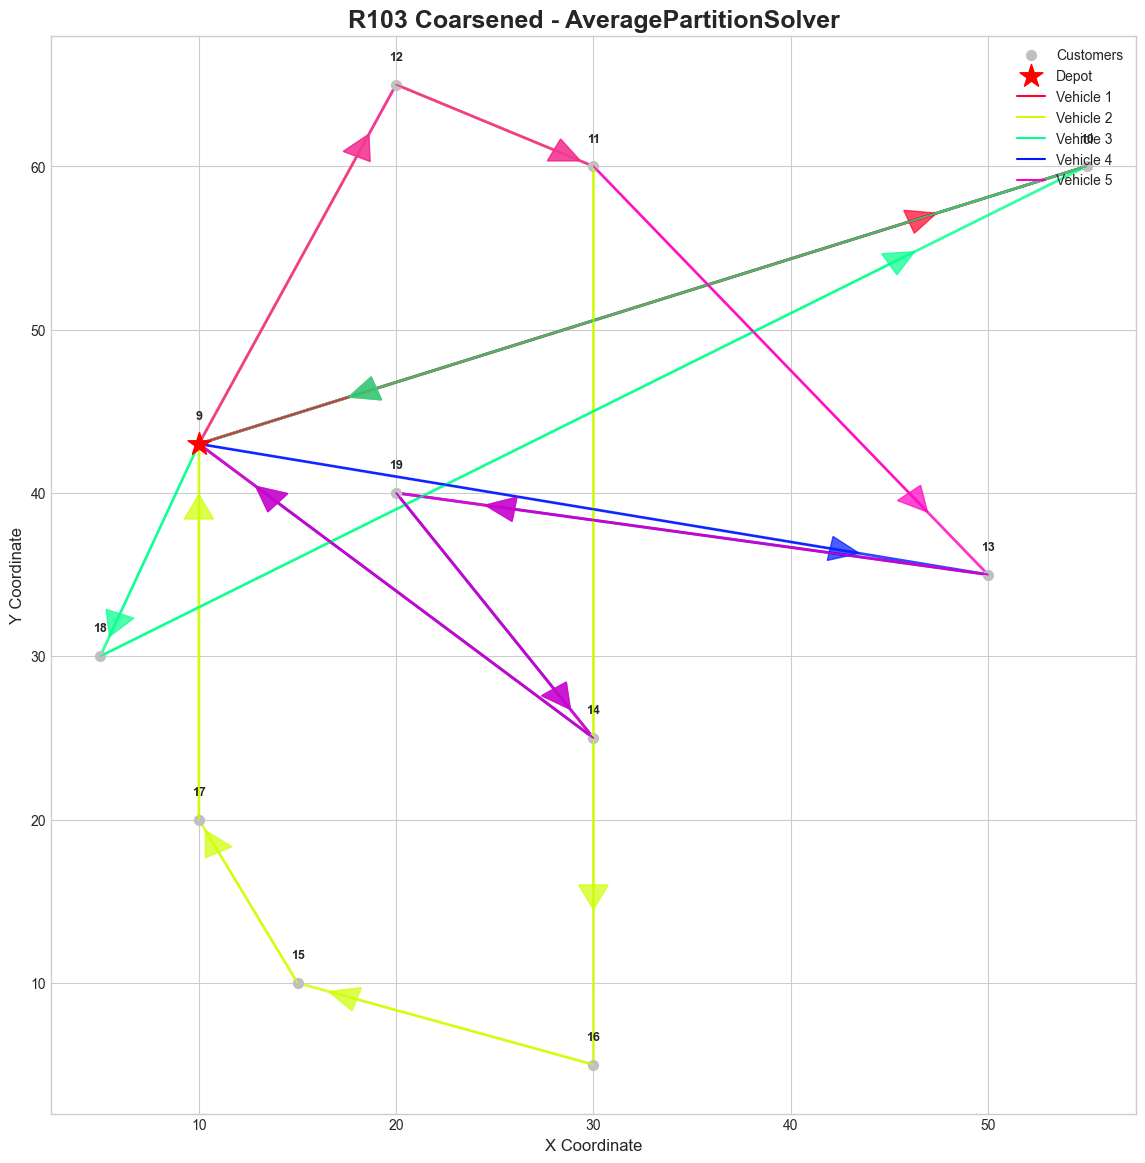 R103 Coarsened - AveragePartitionSolver
12
11
10
Customers
Depot
Vehicle 1
Vehicle 2
Vehicle 3
Vehicle 4
Vehicle 5
9
19
13
18
14
17
15
16
60
50
40
30
20
10
Y Coordinate
10
20
30
40
50
X Coordinate